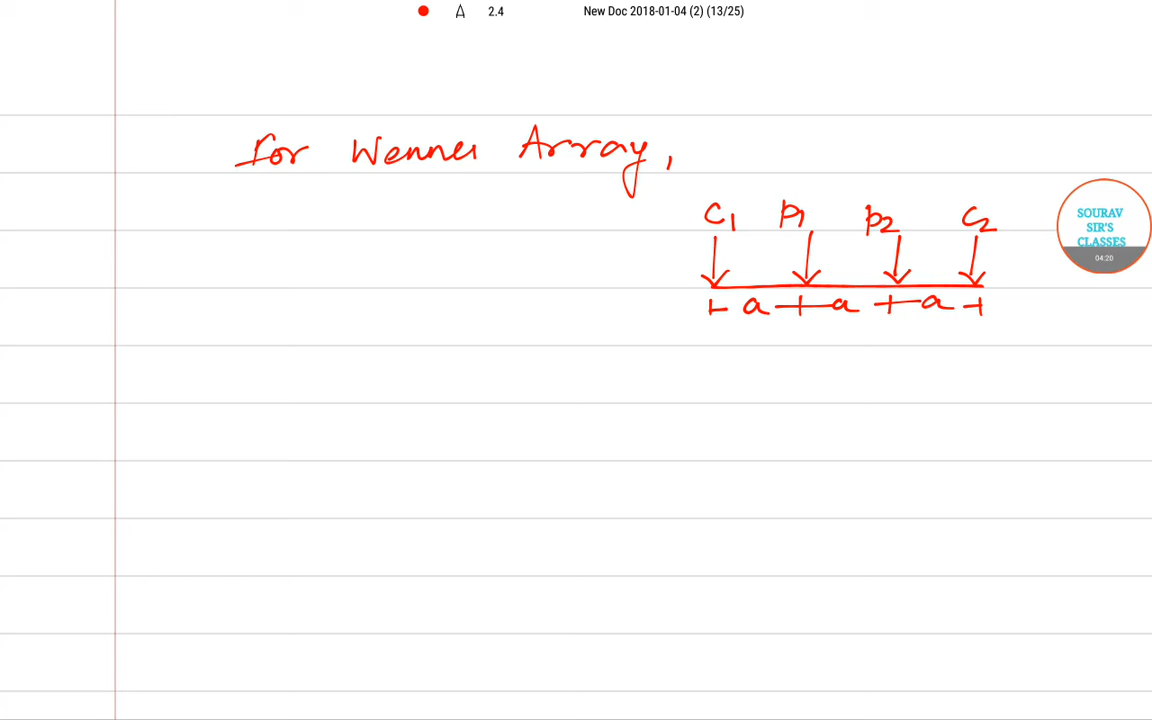 A 2.4 New Doc 2018-01-04 (2) (13/25)
for Wenner Array,
C1 P1 P2 C2
a a a
SOURAV
SIR'S
CLASSES
04:20